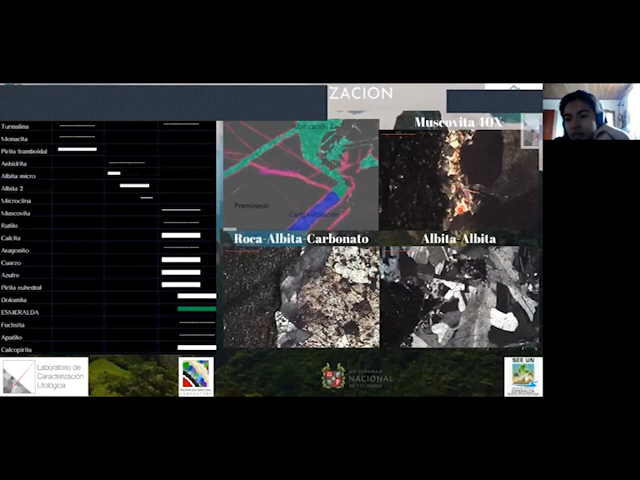 ZACION
Turmulina
Monacita
Pirita framboidal
Anhidrita
Albita micro
Albita 2
Microclina
Muscovita
Rutilo
Calcita
Aragonito
Cuarzo
Azufre
Pirita euhedral
Dolomita
ESMERALDA
Fuchsita
Apatito
Calcopirita
Premineral
Muscovita 40X
Roca-Albita-Carbonato
Albita-Albita
Laboratorio de
Caracterización
Litológica
UNIVERSIDAD
NACIONAL
DE COLOMBIA
SEE UN